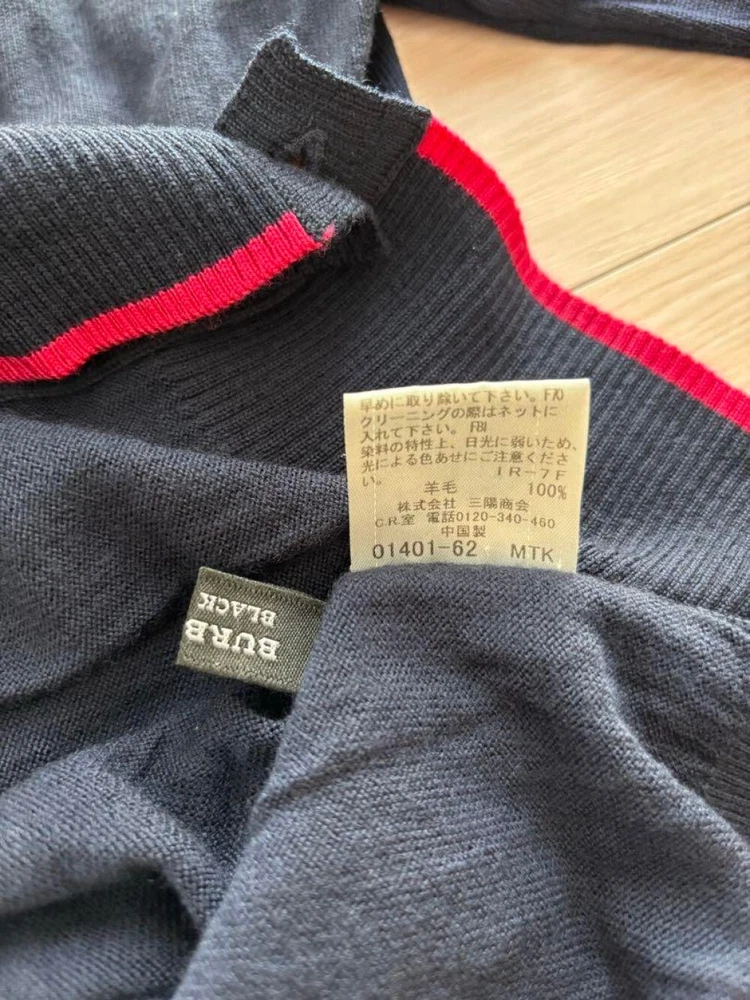 早めに取り除いて下さい。F70
クリーニングの際はネットに
入れて下さい。 F81
染料の特性上、日光に弱いため、
光による色あせにご注意くださ
い。 IR-7F
羊毛 100%
株式会社 三陽商会
C.R.室 電話0120-340-460
中国製
01401-62 MTK
BURB
BLACK